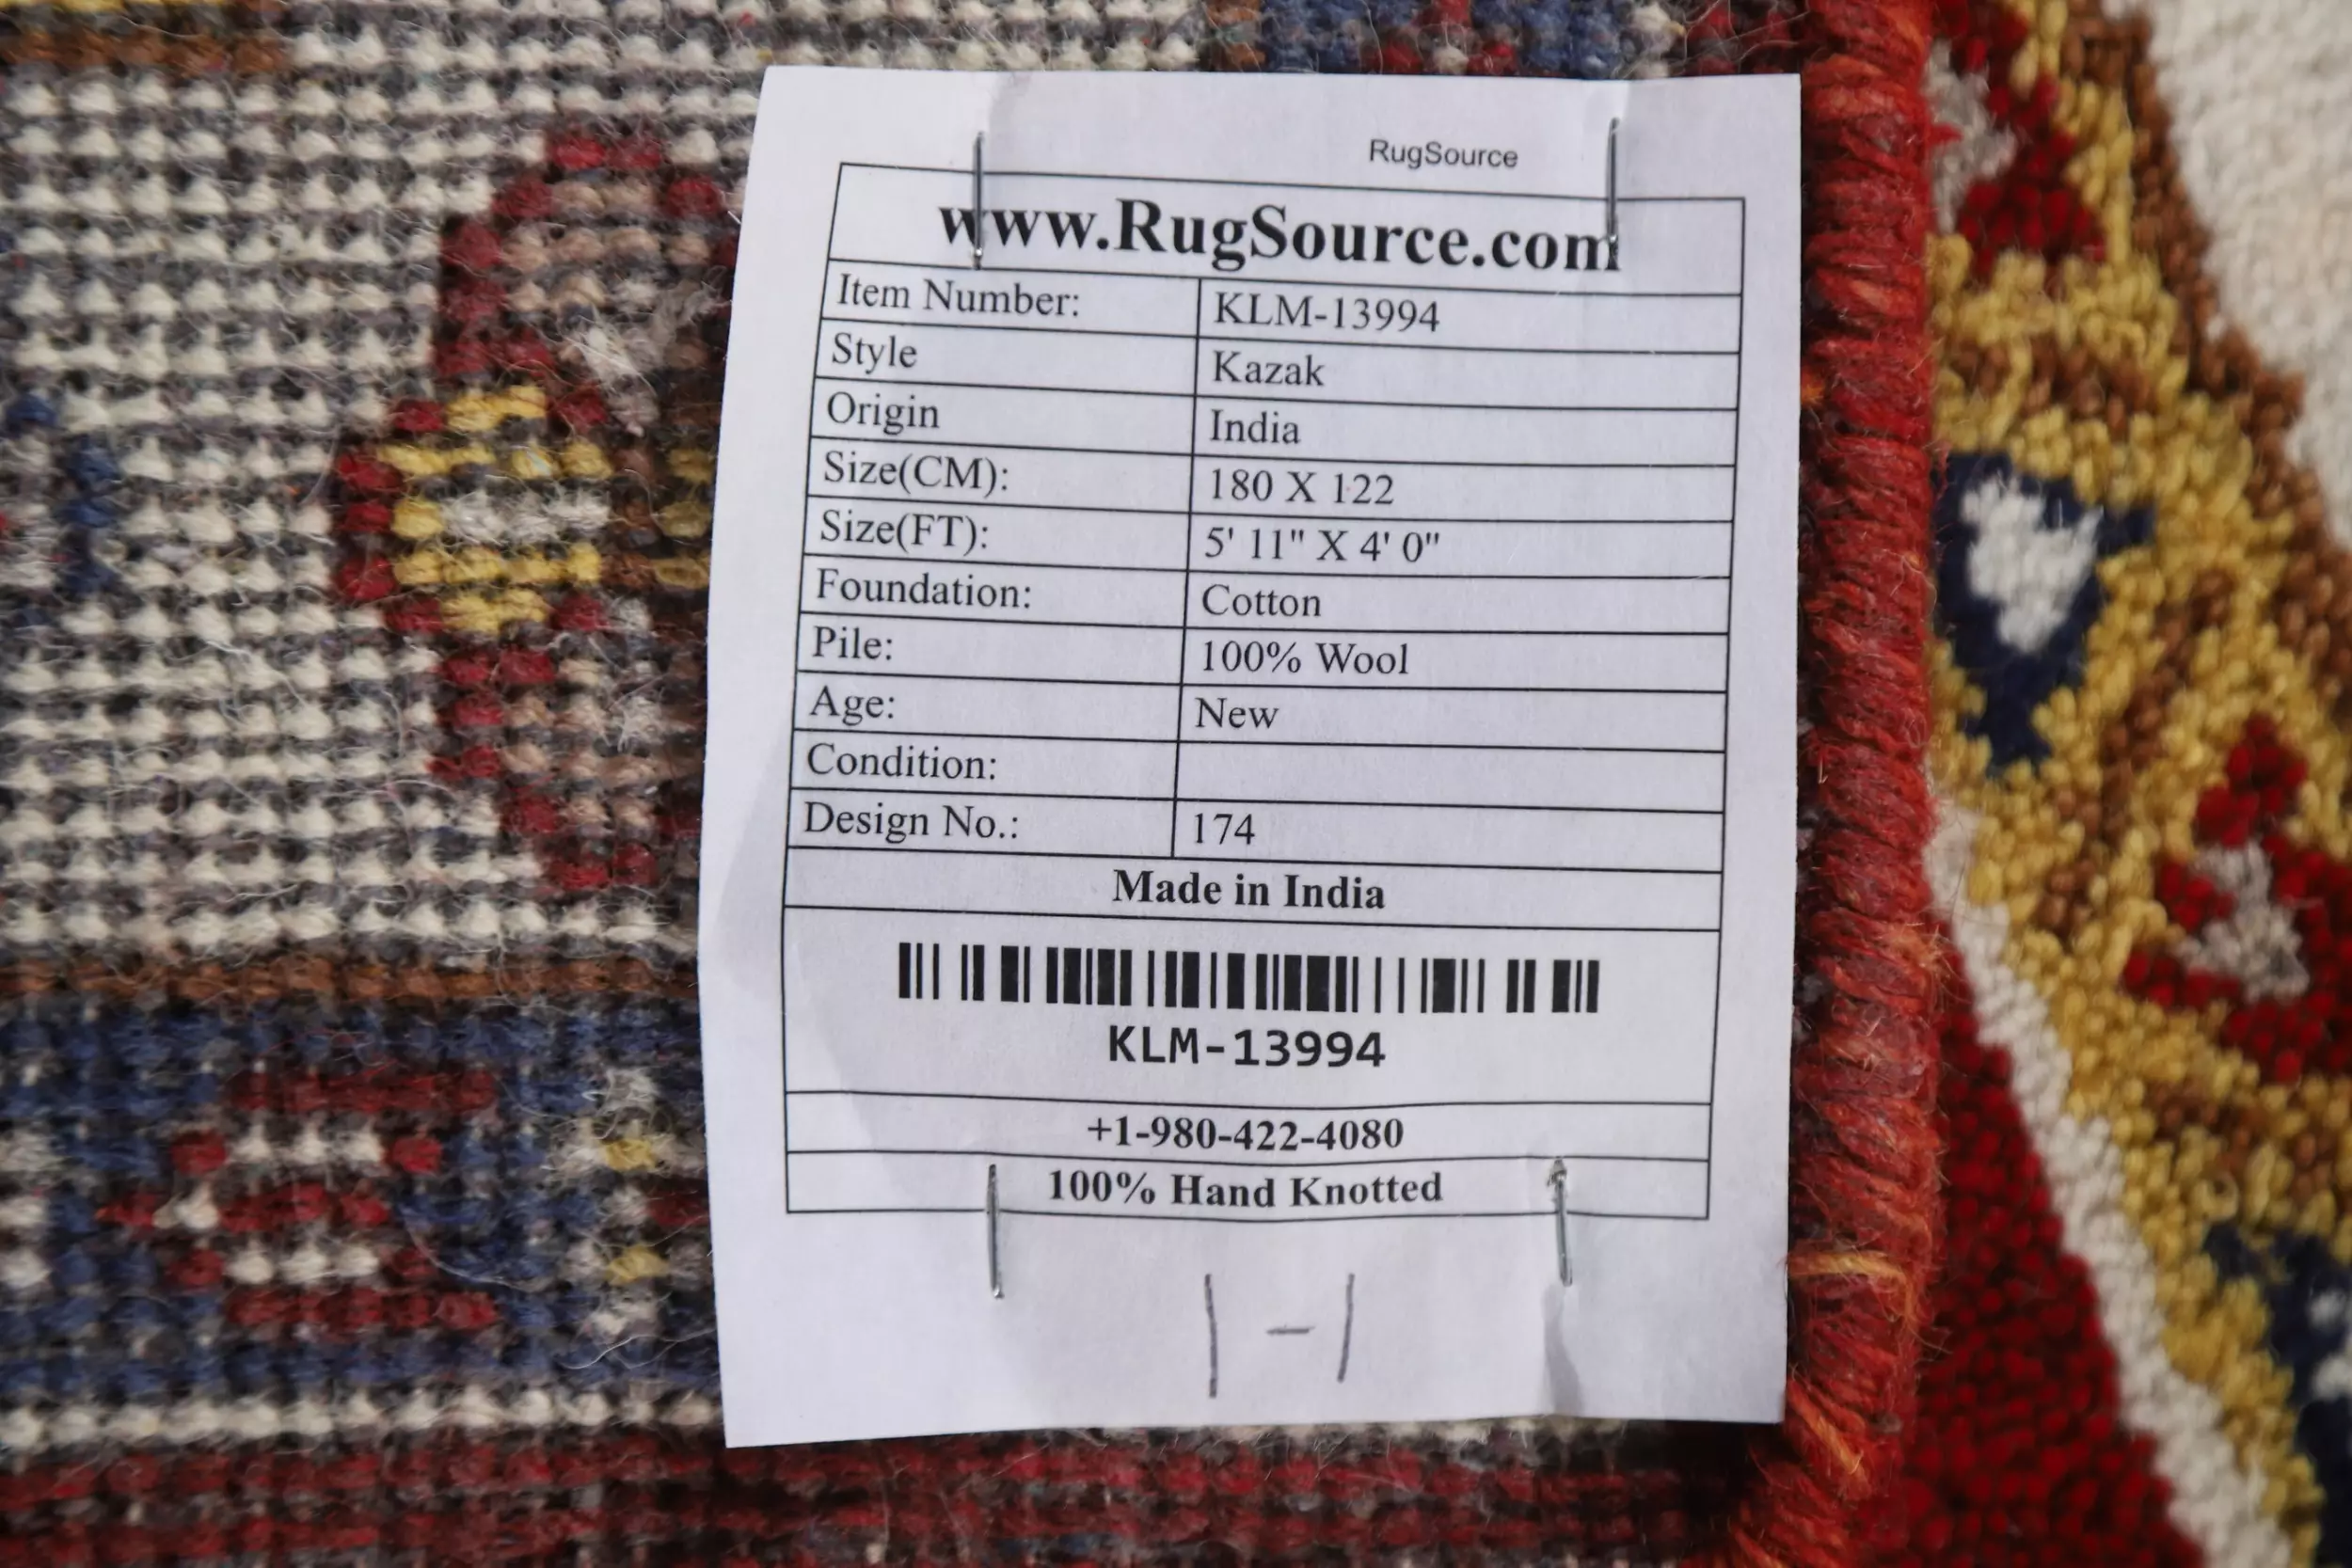 RugSource
www.RugSource.com
Item Number: KLM-13994
Style Kazak
Origin India
Size(CM): 180 X 122
Size(FT): 5' 11" X 4' 0"
Foundation: Cotton
Pile: 100% Wool
Age: New
Condition:
Design No.: 174
Made in India
KLM-13994
+1-980-422-4080
100% Hand Knotted
1-1